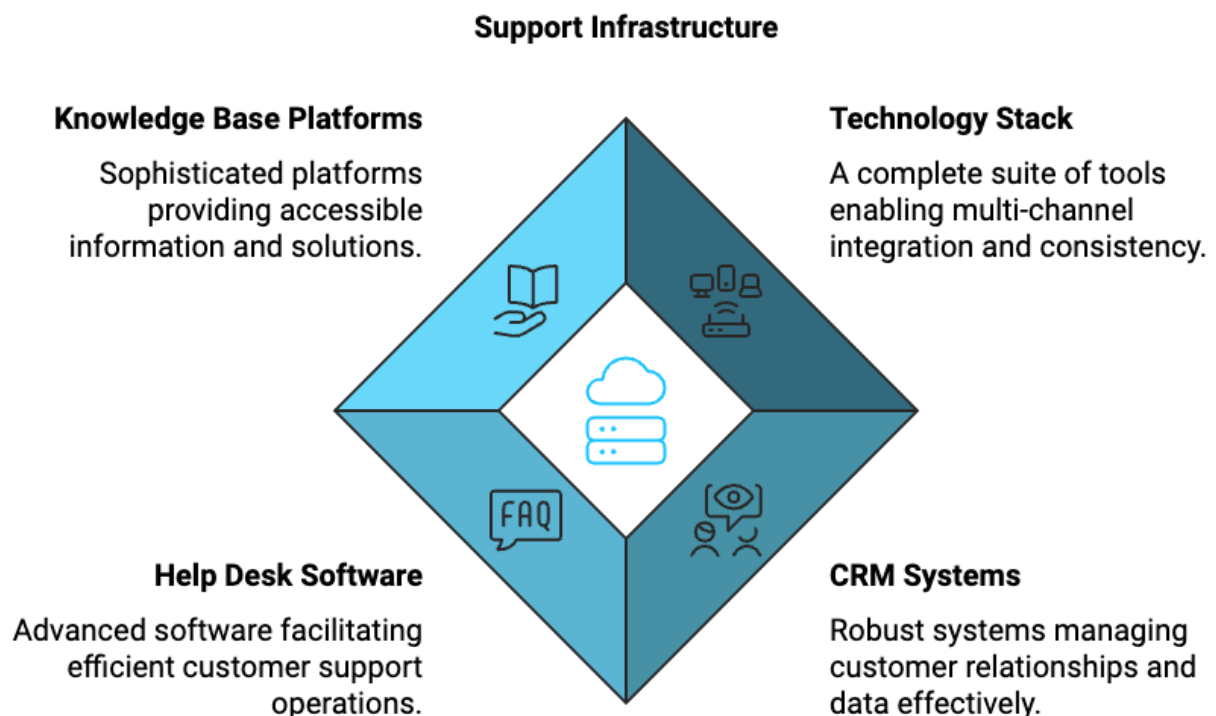 Support Infrastructure
Knowledge Base Platforms
Sophisticated platforms
providing accessible
information and solutions.
Technology Stack
A complete suite of tools
enabling multi-channel
integration and consistency.
FAQ
Help Desk Software
Advanced software facilitating
efficient customer support
operations.
CRM Systems
Robust systems managing
customer relationships and
data effectively.